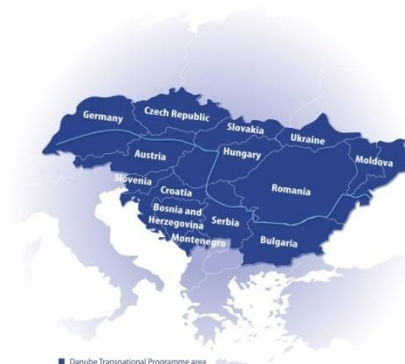 Czech Republic
Germany
Slovakia
Ukraine
Austria
Hungary
Moldova
Slovenia
Croatia
Romania
Bosnia and
Herzegovina
Serbia
Montenegro
Bulgaria
Danube Transnational Programme area